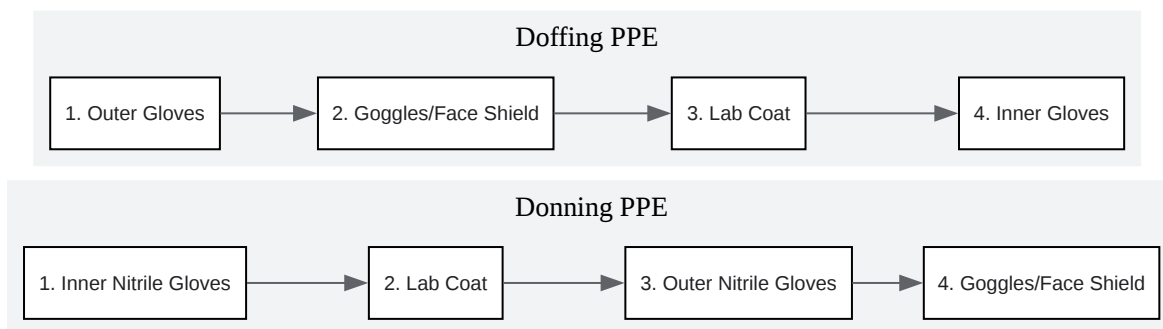 Doffing PPE
1. Outer Gloves
2. Goggles/Face Shield
3. Lab Coat
4. Inner Gloves
Donning PPE
1. Inner Nitrile Gloves
2. Lab Coat
3. Outer Nitrile Gloves
4. Goggles/Face Shield